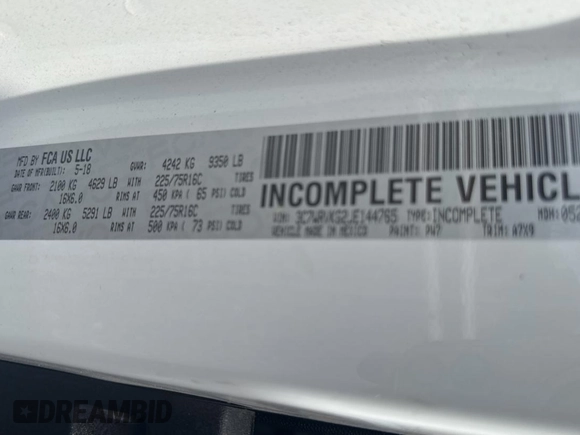 MFD BY FCA US LLC
DATE OF MFR(BUILT): 5-18 GVWR: 4242 KG 9350 LB
GAWR FRONT: 2100 KG 4629 LB 225/75R16C TIRES
16X6.0 RIMS AT 450 KPA ( 65 PSI) COLD
GAWR REAR: 2400 KG 5291 LB 225/75R16C TIRES
16X6.0 RIMS AT 500 KPA ( 73 PSI) COLD
INCOMPLETE VEHICL
VIN: 3C7WRVKG2JE144765 TYPE: INCOMPLETE MDH: 052
VEHICLE MADE IN MEXICO PAINT: PW7 TRIM: A7X9
DREAMBID